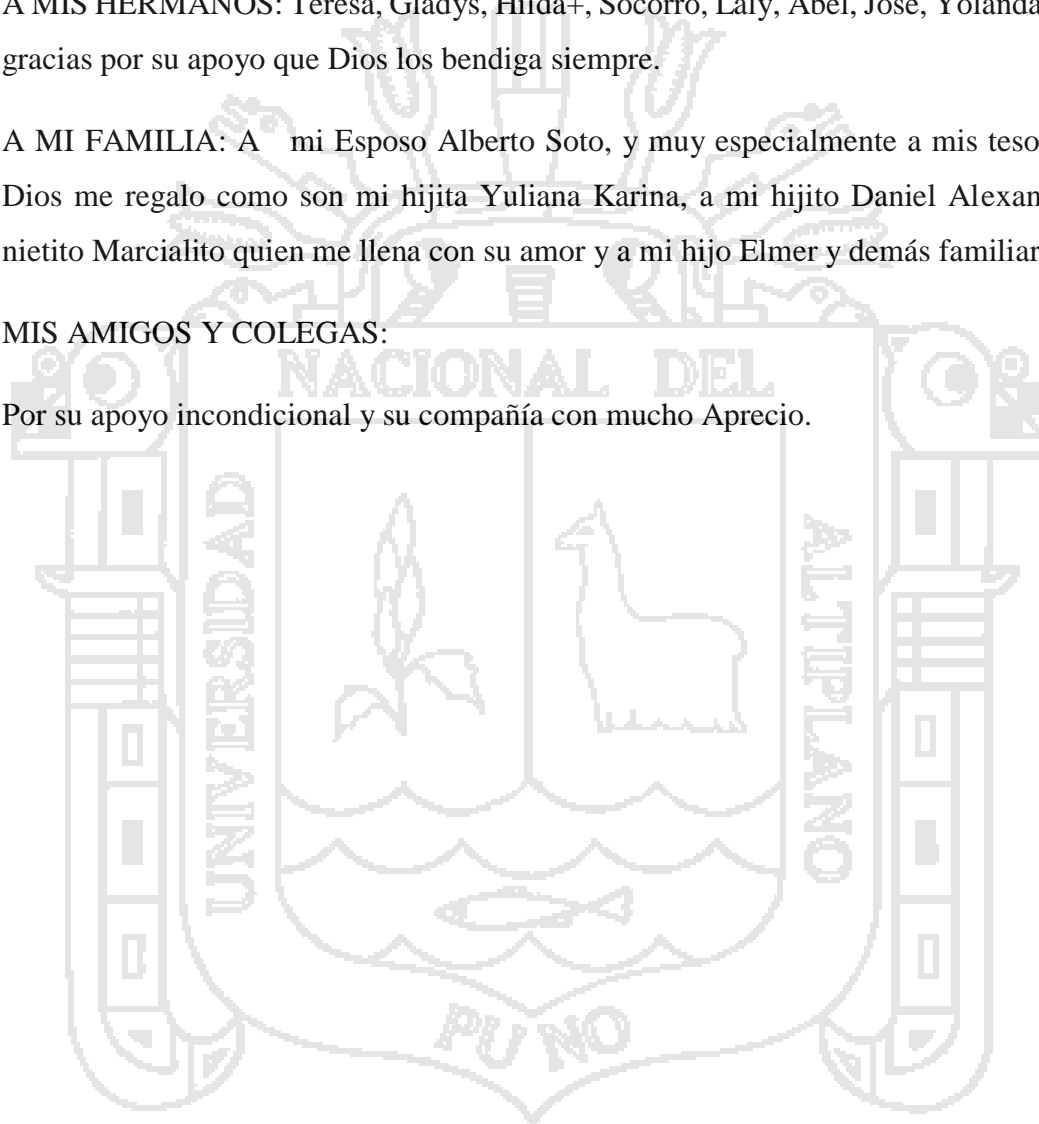 A MIS HERMANOS: Teresa, Gladys, Hilda+, Socorro, Laly, Abel, José, Yolanda
gracias por su apoyo que Dios los bendiga siempre.
A MI FAMILIA: A mi Esposo Alberto Soto, y muy especialmente a mis teso
Dios me regalo como son mi hijita Yuliana Karina, a mi hijito Daniel Alexan
nietito Marcialito quien me llena con su amor y a mi hijo Elmer y demás familiar
MIS AMIGOS Y COLEGAS:
Por su apoyo incondicional y su compañía con mucho Aprecio.
UNIVERSIDAD
NACIONAL DEL
ALTIPLANO
PUNO